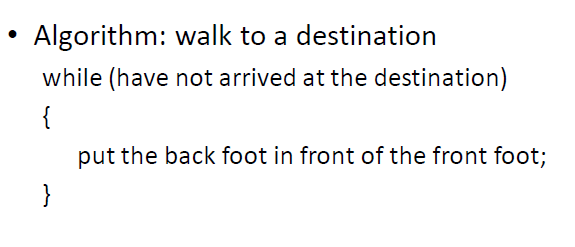 • Algorithm: walk to a destination
while (have not arrived at the destination)
{
put the back foot in front of the front foot;
}